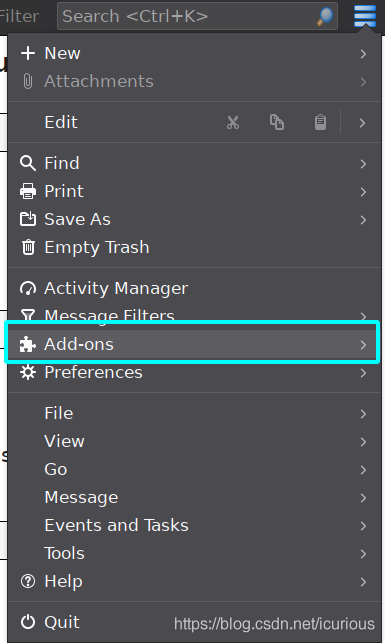 Filter
Search <Ctrl+K>
New
Attachments
Edit
Find
Print
Save As
Empty Trash
Activity Manager
Message Filters
Add-ons
Preferences
File
View
Go
Message
Events and Tasks
Tools
Help
Quit
https://blog.csdn.net/icurious